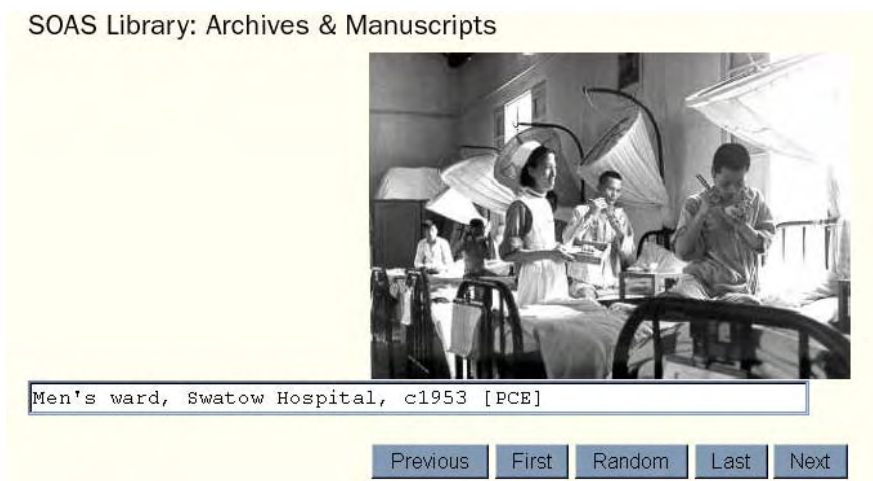 SOAS Library: Archives & Manuscripts
Men's ward, Swatow Hospital, c1953 [PCE]
Previous First Random Last Next